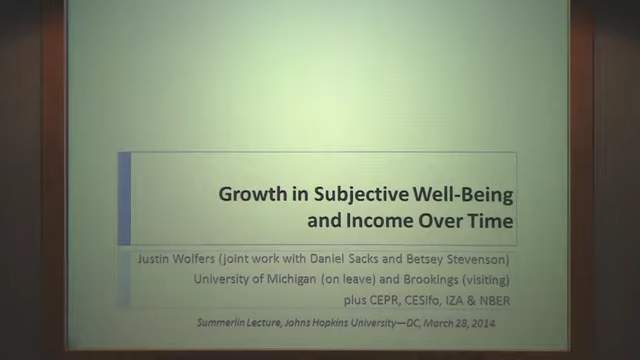 Growth in Subjective Well-Being
and Income Over Time
Justin Wolfers (joint work with Daniel Sacks and Betsey Stevenson)
University of Michigan (on leave) and Brookings (visiting)
plus CEPR, CESifo, IZA & NBER
Summerlin Lecture, Johns Hopkins University—DC, March 28, 2014